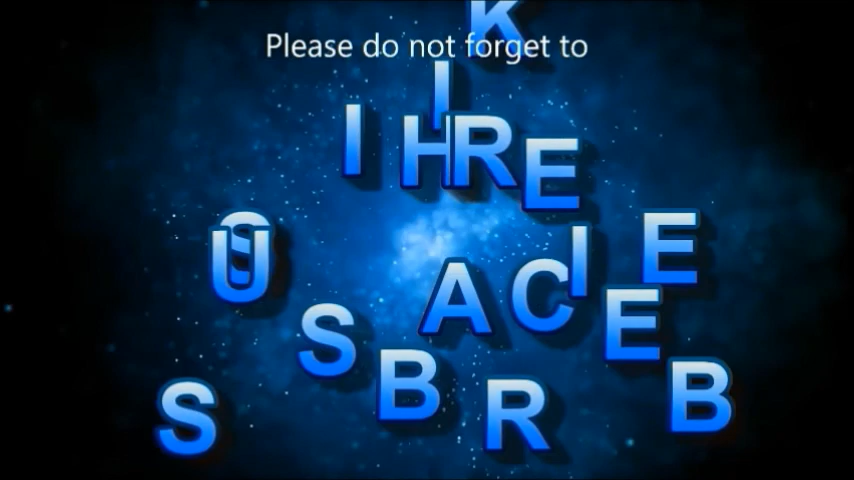 K
Please do not forget to
I
I H R E
S U I E
S A C E
S B R B